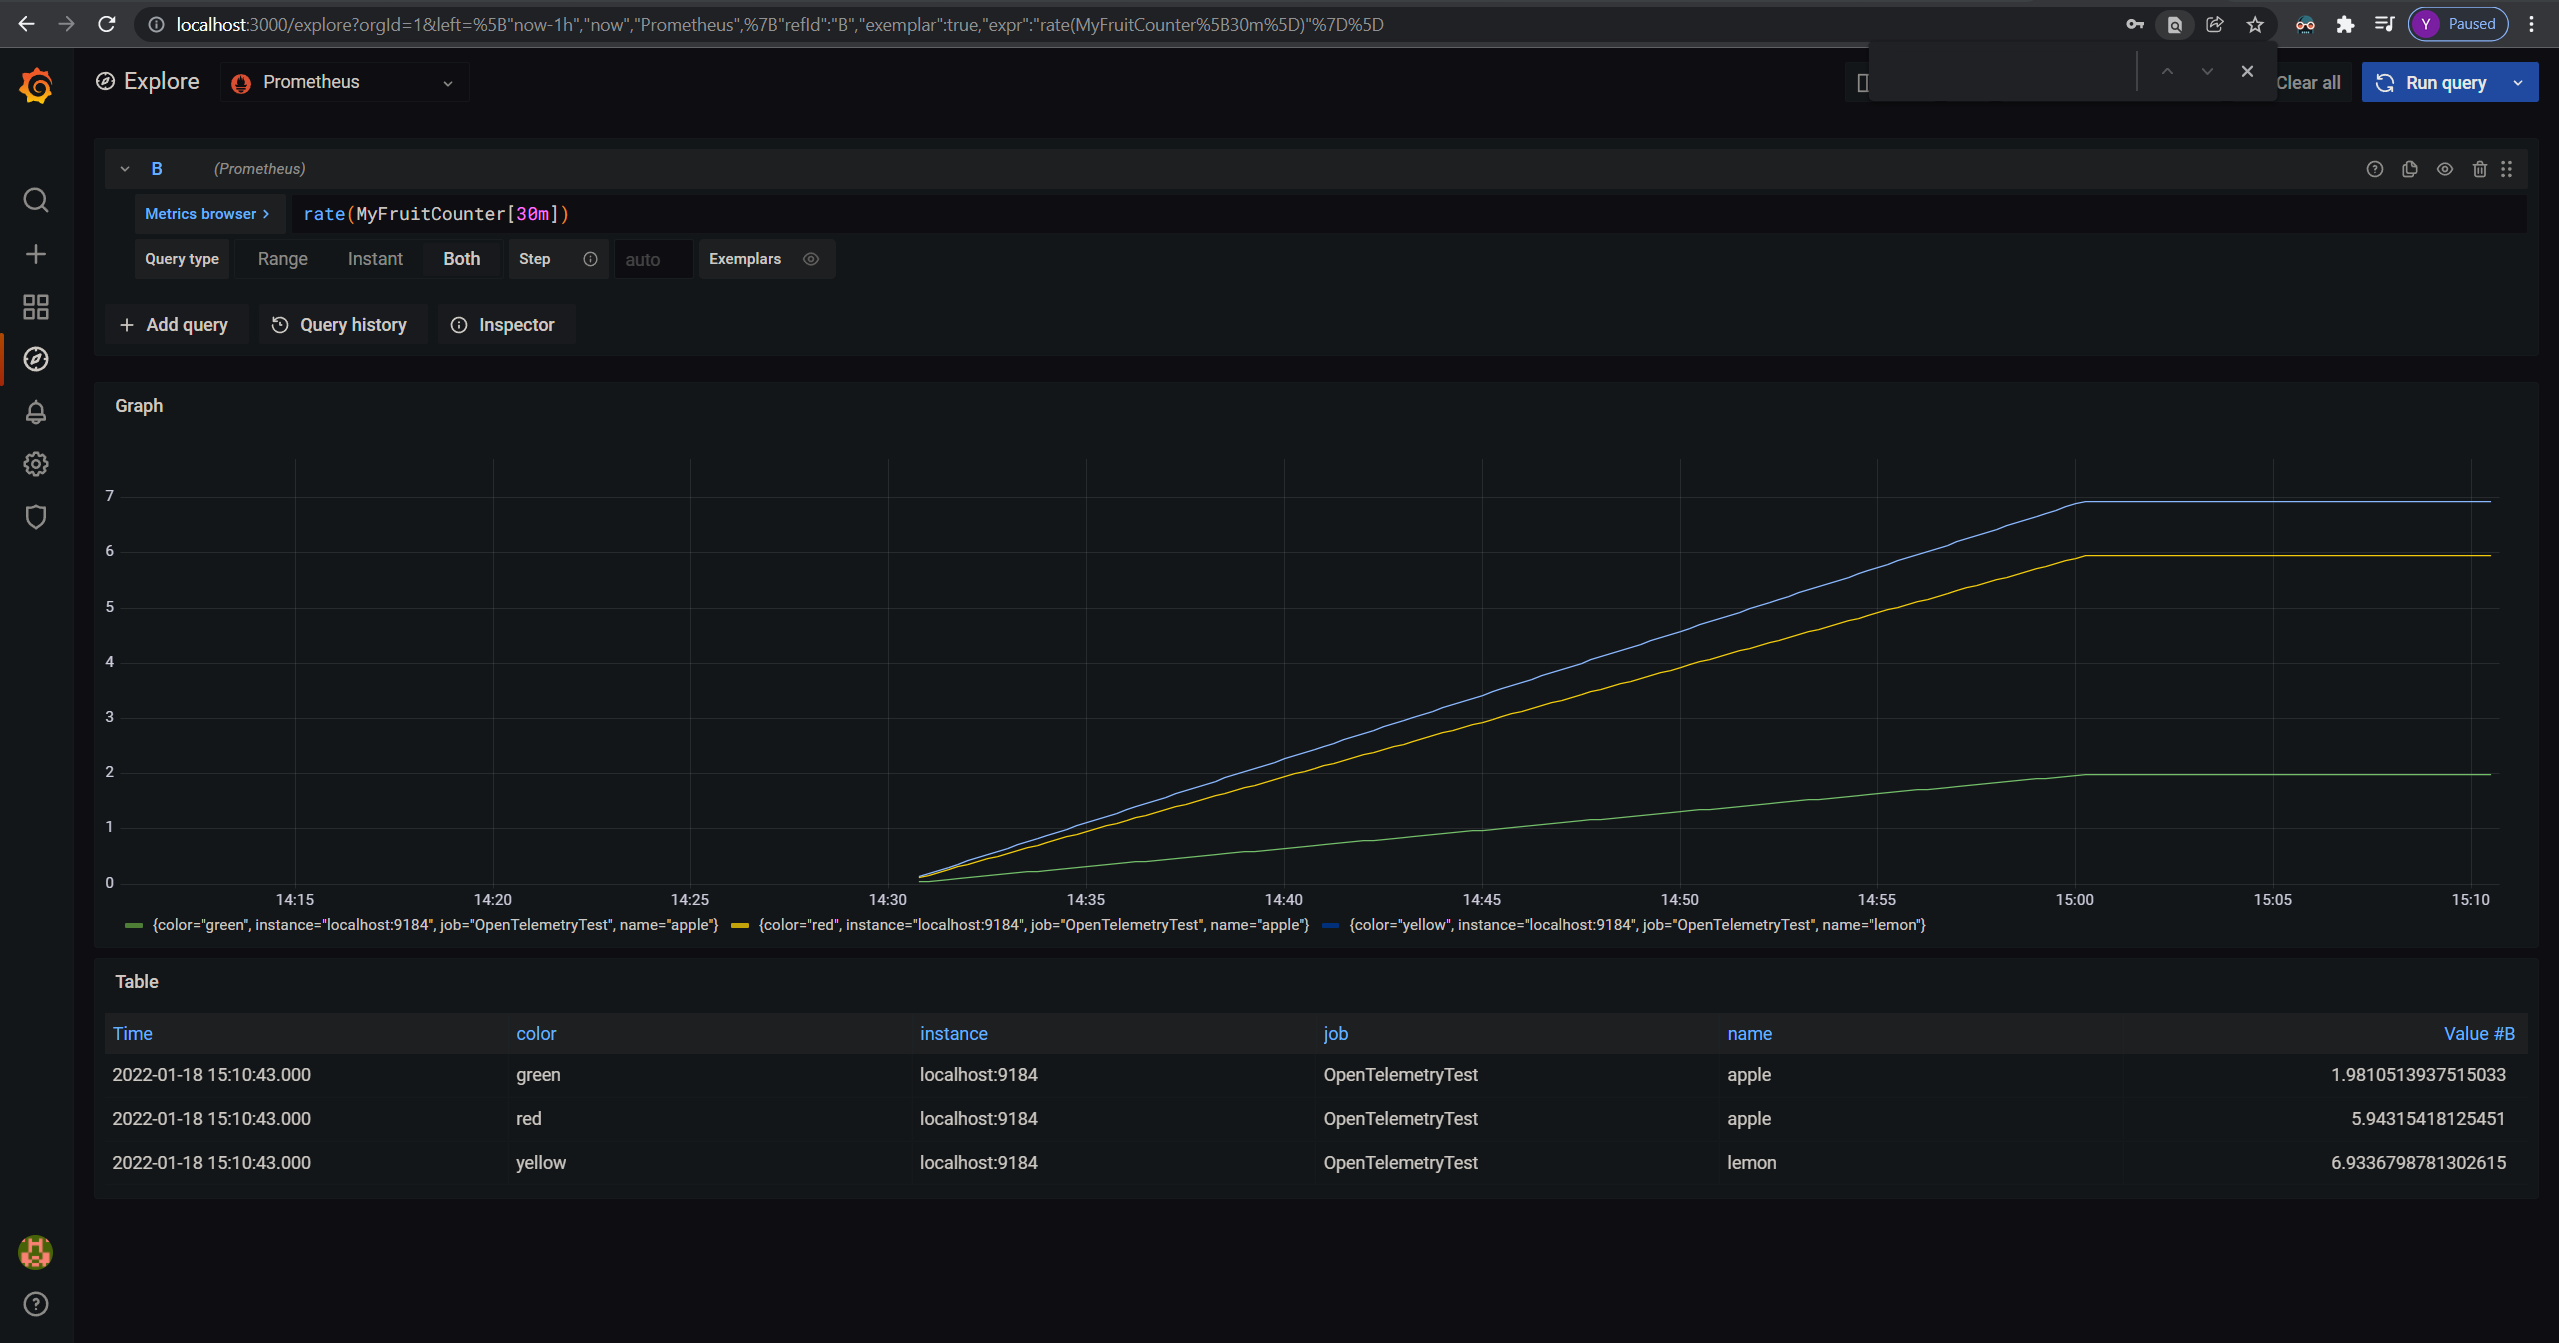 localhost:3000/explore?orgId=1&left=%5B"now-1h","now","Prometheus",%7B"refId":"B","exemplar":true,"expr":"rate(MyFruitCounter%5B30m%5D)"%7D%5D
Y Paused
Explore Prometheus Clear all Run query
B (Prometheus)
Metrics browser > rate(MyFruitCounter[30m])
Query type Range Instant Both Step auto Exemplars
+ Add query Query history Inspector
Graph
7
6
5
4
3
2
1
0
14:15 14:20 14:25 14:30 14:35 14:40 14:45 14:50 14:55 15:00 15:05 15:10
{color="green", instance="localhost:9184", job="OpenTelemetryTest", name="apple"} {color="red", instance="localhost:9184", job="OpenTelemetryTest", name="apple"} {color="yellow", instance="localhost:9184", job="OpenTelemetryTest", name="lemon"}
Table
Time color instance job name Value #B
2022-01-18 15:10:43.000 green localhost:9184 OpenTelemetryTest apple 1.9810513937515033
2022-01-18 15:10:43.000 red localhost:9184 OpenTelemetryTest apple 5.94315418125451
2022-01-18 15:10:43.000 yellow localhost:9184 OpenTelemetryTest lemon 6.9336798781302615